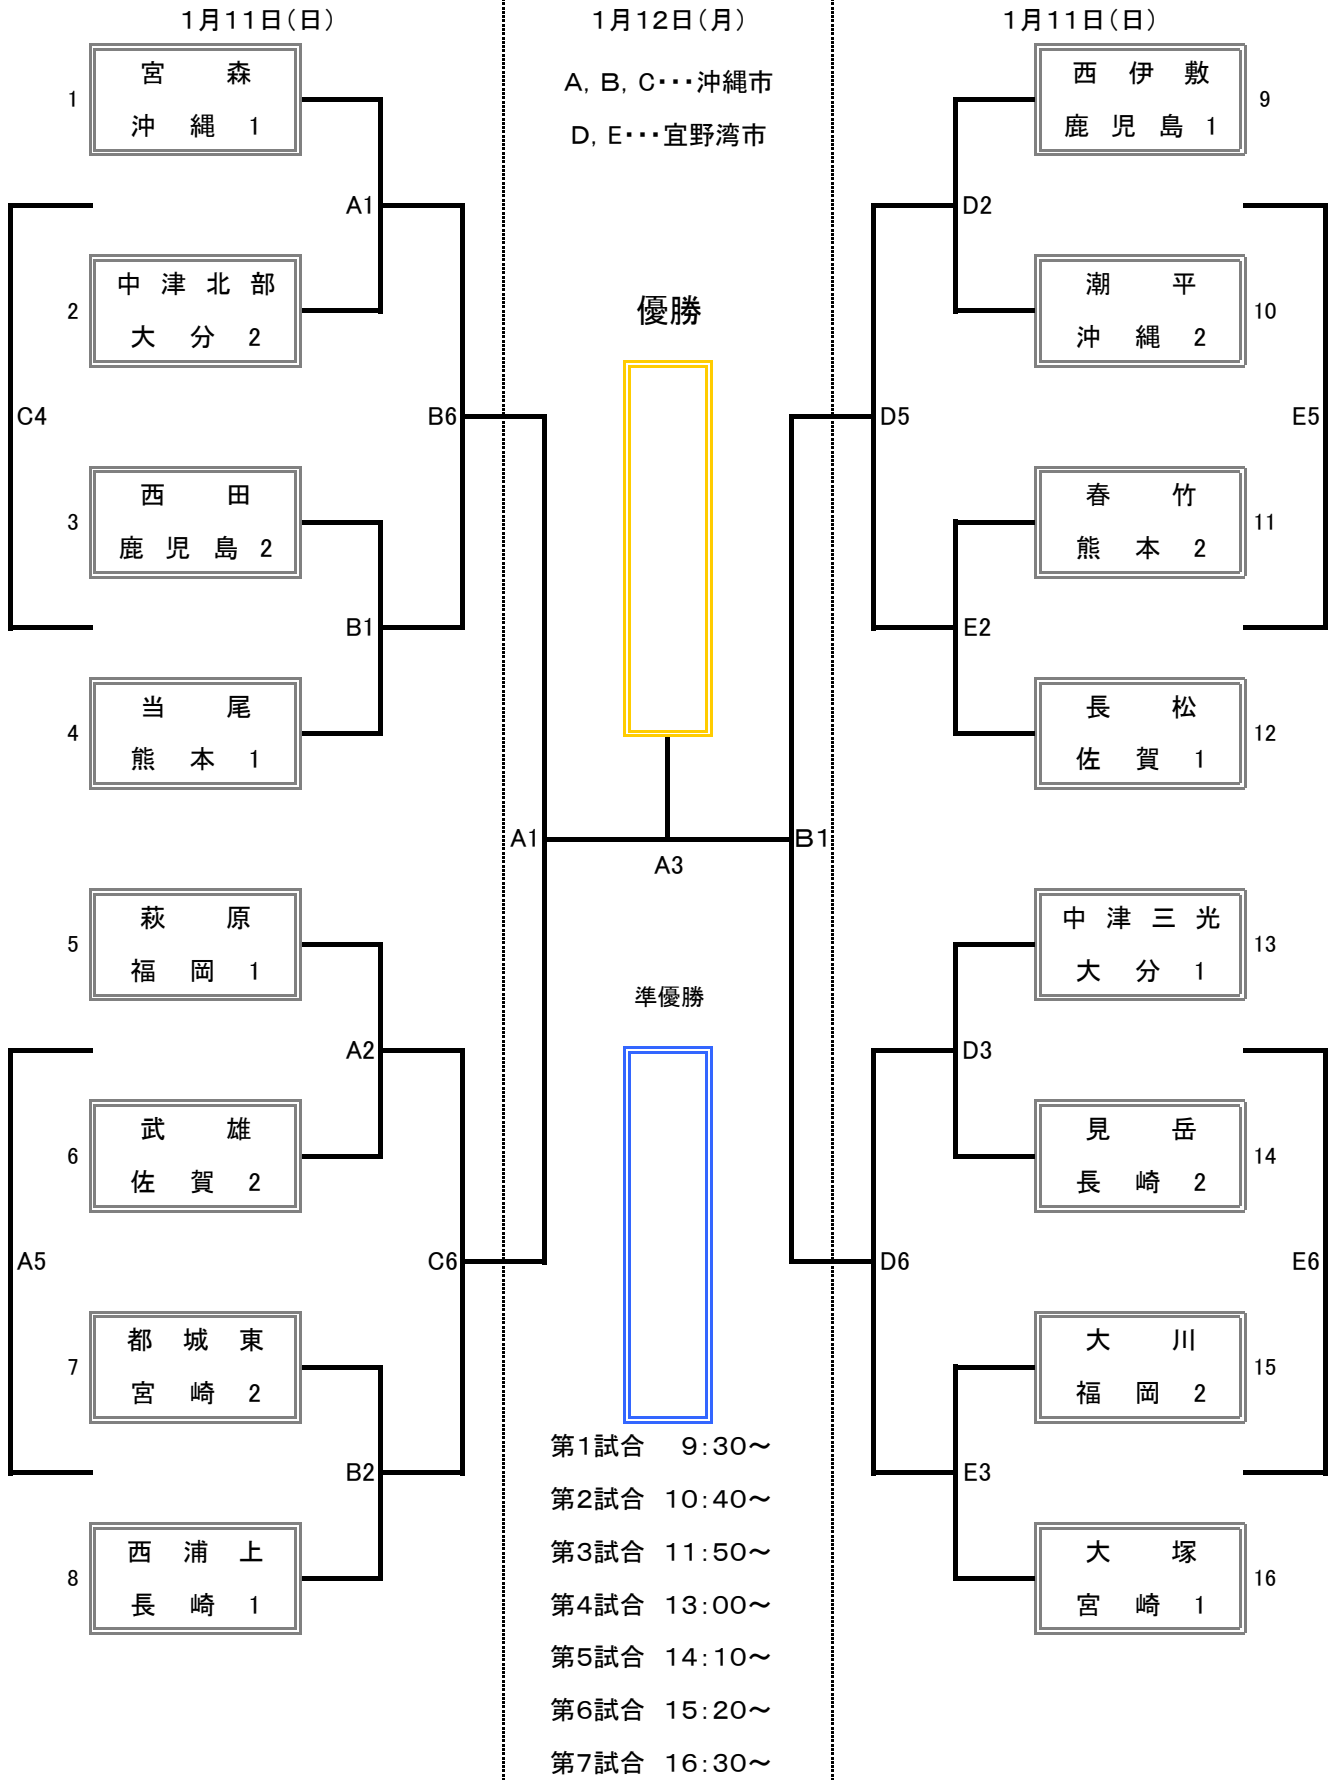 1月11日(日)
1月12日(月)
1月11日(日)
A, B, C･･･沖縄市
D, E･･･宜野湾市
1
宮森
沖縄1
A1
2
中津北部
大分2
C4
B6
3
西田
鹿児島2
B1
4
当尾
熊本1
5
萩原
福岡1
A2
6
武雄
佐賀2
A5
C6
7
都城東
宮崎2
B2
8
西浦上
長崎1
優勝
A1
A3
B1
準優勝
第1試合 9:30～
第2試合 10:40～
第3試合 11:50～
第4試合 13:00～
第5試合 14:10～
第6試合 15:20～
第7試合 16:30～
西伊敷
鹿児島1
9
D2
潮平
沖縄2
10
D5
E5
春竹
熊本2
11
E2
長松
佐賀1
12
中津三光
大分1
13
D3
見岳
長崎2
14
D6
E6
大川
福岡2
15
E3
大塚
宮崎1
16